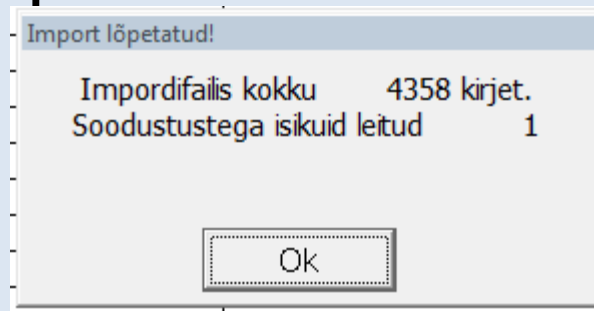 Import lõpetatud!
Impordifailis kokku 4358 kirjet.
Soodustustega isikuid leitud 1
Ok